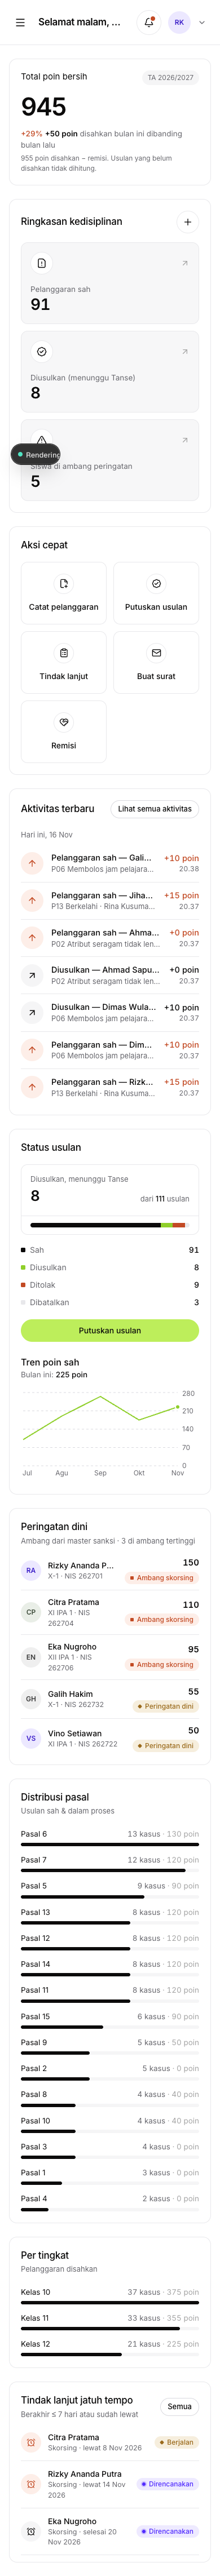 Selamat malam, ...
RK
Total poin bersih
TA 2026/2027
945
+29% +50 poin disahkan bulan ini dibanding
bulan lalu
955 poin disahkan − remisi. Usulan yang belum
disahkan tidak dihitung.
Ringkasan kedisiplinan
Pelanggaran sah
91
Diusulkan (menunggu Tanse)
8
Rendering
Siswa di ambang peringatan
5
Aksi cepat
Catat pelanggaran
Putuskan usulan
Tindak lanjut
Buat surat
Remisi
Aktivitas terbaru
Lihat semua aktivitas
Hari ini, 16 Nov
Pelanggaran sah — Gali...
+10 poin
P06 Membolos jam pelajara...
20.38
Pelanggaran sah — Jiha...
+15 poin
P13 Berkelahi · Rina Kusuma...
20.37
Pelanggaran sah — Ahma...
+0 poin
P02 Atribut seragam tidak len...
20.37
Diusulkan — Ahmad Sapu...
+0 poin
P02 Atribut seragam tidak len...
20.37
Diusulkan — Dimas Wula...
+10 poin
P06 Membolos jam pelajara...
20.37
Pelanggaran sah — Dim...
+10 poin
P06 Membolos jam pelajara...
20.37
Pelanggaran sah — Rizk...
+15 poin
P13 Berkelahi · Rina Kusuma...
20.37
Status usulan
Diusulkan, menunggu Tanse
8
dari 111 usulan
Sah
91
Diusulkan
8
Ditolak
9
Dibatalkan
3
Putuskan usulan
Tren poin sah
Bulan ini: 225 poin
280
210
140
70
0
Jul
Agu
Sep
Okt
Nov
Peringatan dini
Ambang dari master sanksi · 3 di ambang tertinggi
RA
Rizky Ananda P...
X-1 · NIS 262701
150
Ambang skorsing
CP
Citra Pratama
XI IPA 1 · NIS
262704
110
Ambang skorsing
EN
Eka Nugroho
XII IPA 1 · NIS
262706
95
Ambang skorsing
GH
Galih Hakim
X-1 · NIS 262732
55
Peringatan dini
VS
Vino Setiawan
XI IPA 1 · NIS 262722
50
Peringatan dini
Distribusi pasal
Usulan sah & dalam proses
Pasal 6
13 kasus · 130 poin
Pasal 7
12 kasus · 120 poin
Pasal 5
9 kasus · 90 poin
Pasal 13
8 kasus · 120 poin
Pasal 12
8 kasus · 120 poin
Pasal 14
8 kasus · 120 poin
Pasal 11
8 kasus · 120 poin
Pasal 15
6 kasus · 90 poin
Pasal 9
5 kasus · 50 poin
Pasal 2
5 kasus · 0 poin
Pasal 8
4 kasus · 40 poin
Pasal 10
4 kasus · 40 poin
Pasal 3
4 kasus · 0 poin
Pasal 1
3 kasus · 0 poin
Pasal 4
2 kasus · 0 poin
Per tingkat
Pelanggaran disahkan
Kelas 10
37 kasus · 375 poin
Kelas 11
33 kasus · 355 poin
Kelas 12
21 kasus · 225 poin
Tindak lanjut jatuh tempo
Berakhir ≤ 7 hari atau sudah lewat
Semua
Citra Pratama
Skorsing · lewat 8 Nov 2026
Berjalan
Rizky Ananda Putra
Skorsing · lewat 14 Nov
2026
Direncanakan
Eka Nugroho
Skorsing · selesai 20
Nov 2026
Direncanakan